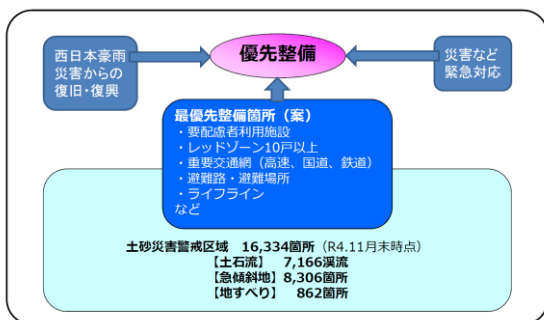 優先整備
西日本豪雨
災害からの
復旧・復興
災害など
緊急対応
最優先整備箇所（案）
・要配慮者利用施設
・レッドゾーン10戸以上
・重要交通網（高速、国道、鉄道）
・避難路・避難場所
・ライフライン
など
土砂災害警戒区域　16,334箇所（R4.11月末時点）
【土石流】　7,166渓流
【急傾斜地】8,306箇所
【地すべり】　862箇所